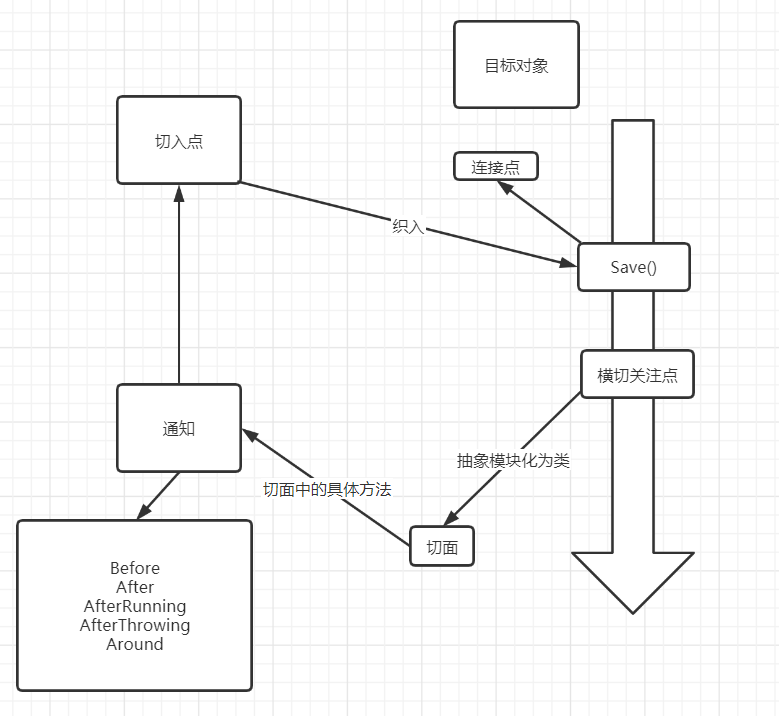 目标对象
切入点
连接点
织入
Save()
横切关注点
通知
抽象模块化为类
切面中的具体方法
切面
Before
After
AfterRunning
AfterThrowing
Around